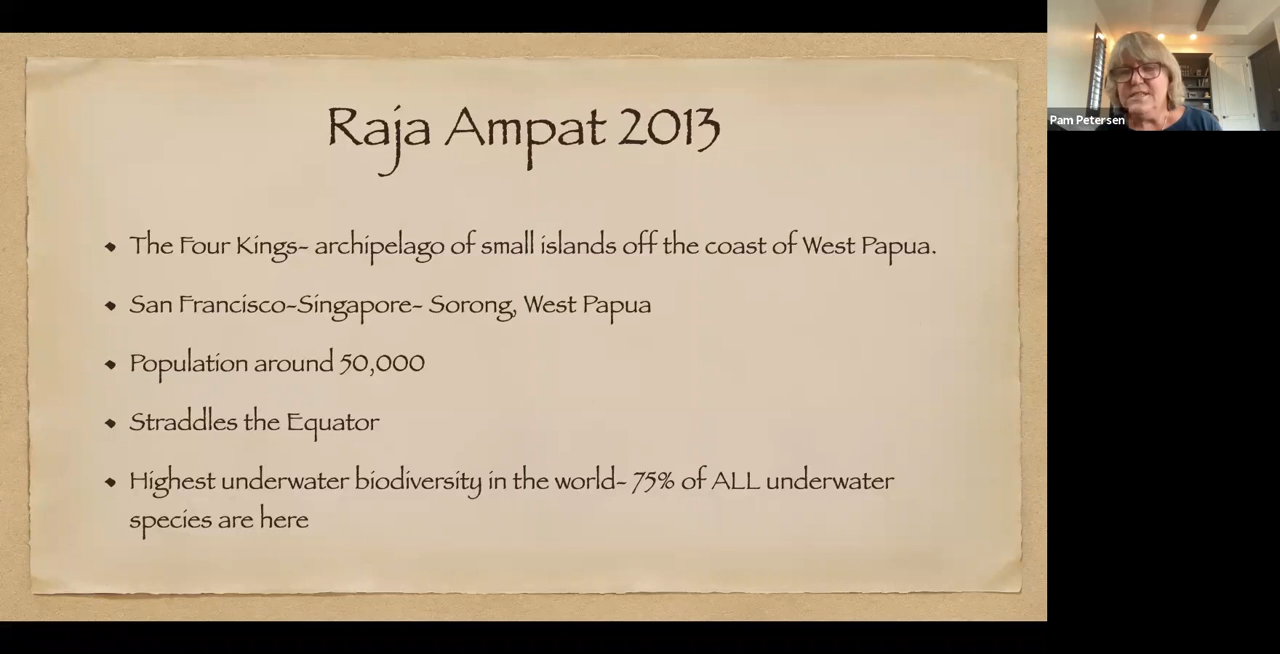 Raja Ampat 2013
The Four Kings- archipelago of small islands off the coast of West Papua.
San Francisco-Singapore- Sorong, West Papua
Population around 50,000
Straddles the Equator
Highest underwater biodiversity in the world- 75% of ALL underwater
species are here
Pam Petersen